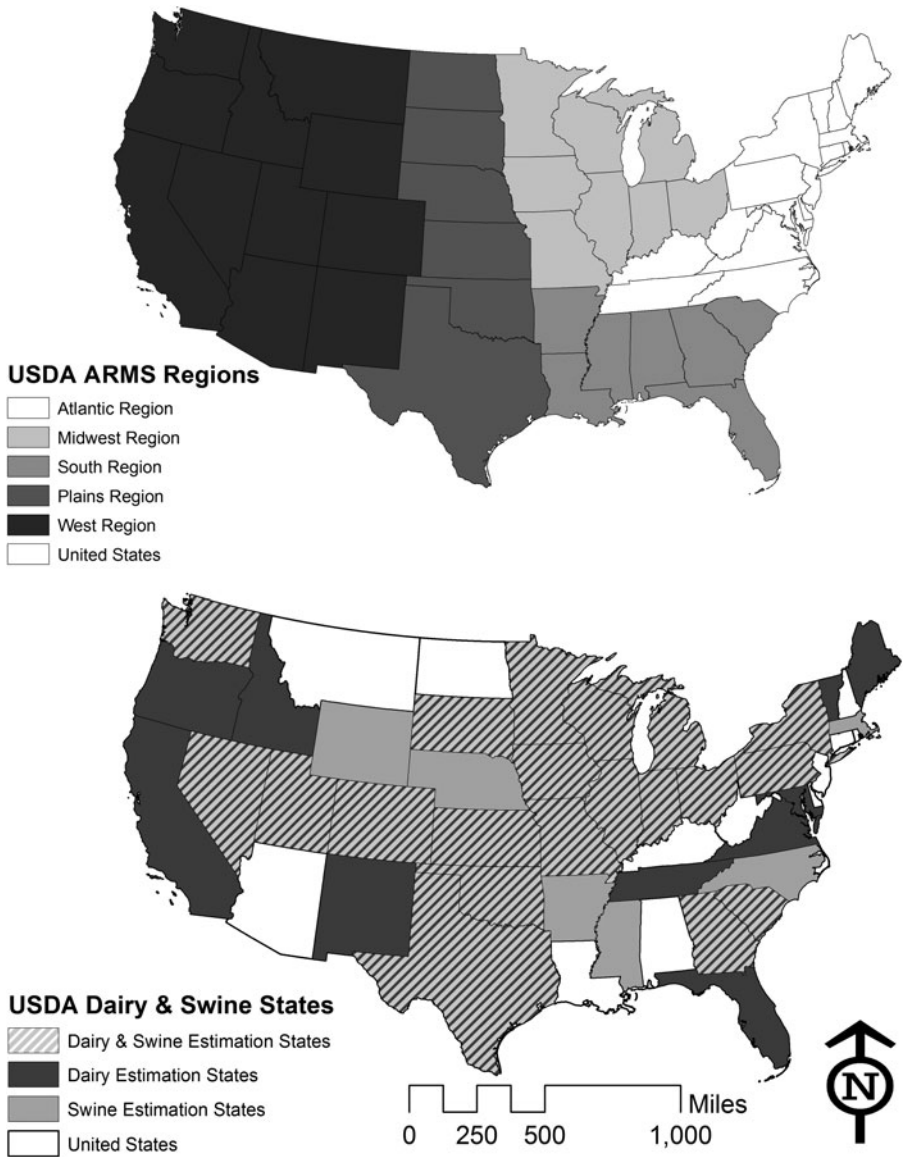 USDA ARMS Regions
Atlantic Region
Midwest Region
South Region
Plains Region
West Region
United States
USDA Dairy & Swine States
Dairy & Swine Estimation States
Dairy Estimation States
Swine Estimation States
United States
Miles
0 250 500 1,000
N